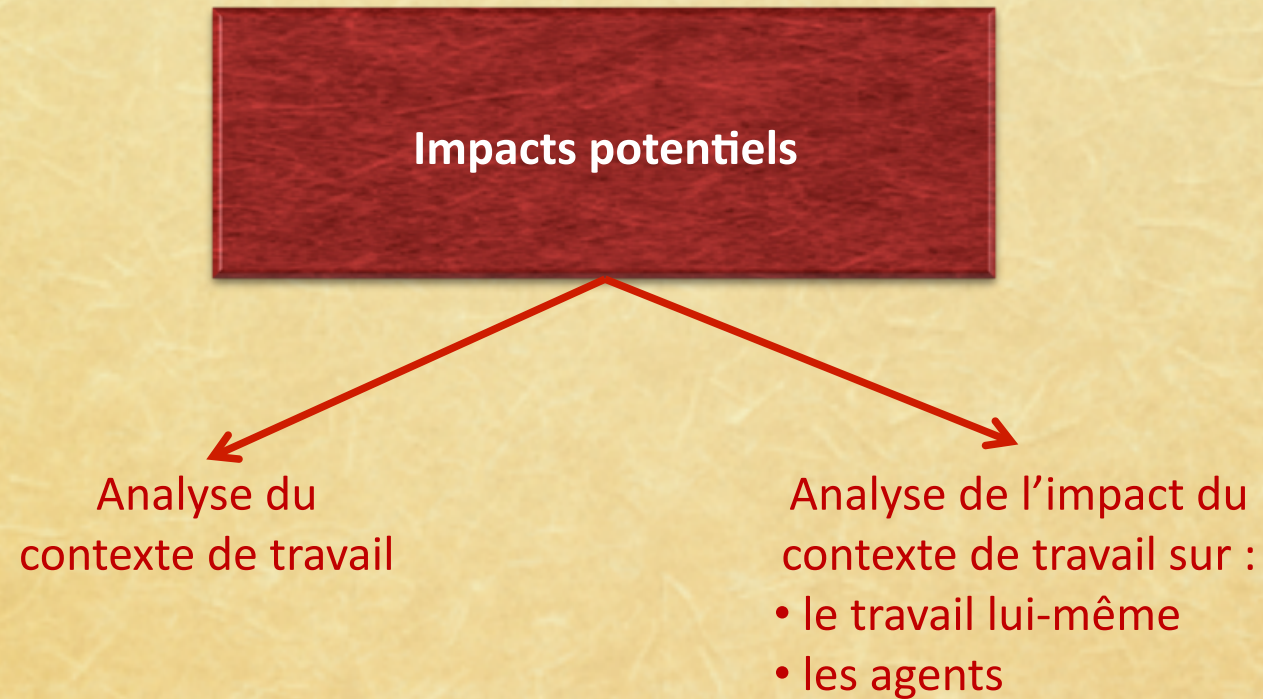 Impacts potentiels
Analyse du
contexte de travail
Analyse de l’impact du
contexte de travail sur :
• le travail lui-même
• les agents